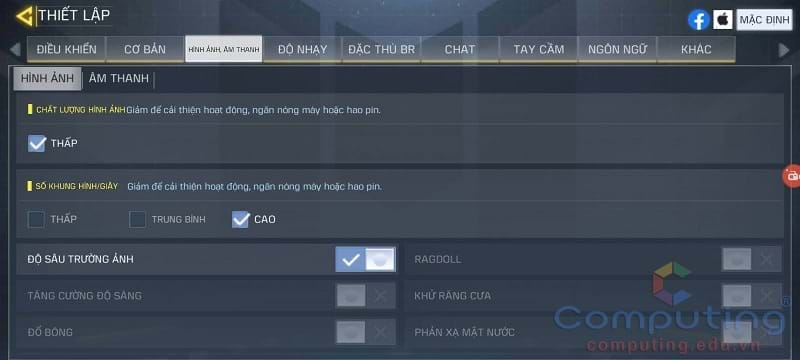 THIẾT LẬP
MẶC ĐỊNH
ĐIỀU KHIỂN CƠ BẢN HÌNH ẢNH, ÂM THANH ĐỘ NHẠY ĐẶC THÙ BR CHAT TAY CẦM NGÔN NGỮ KHÁC
HÌNH ẢNH ÂM THANH
CHẤT LƯỢNG HÌNH ẢNH Giảm để cải thiện hoạt động, ngăn nóng máy hoặc hao pin.
THẤP
SỐ KHUNG HÌNH/GIÂY Giảm để cải thiện hoạt động, ngăn nóng máy hoặc hao pin.
THẤP TRUNG BÌNH CAO
ĐỘ SÂU TRƯỜNG ẢNH RAGDOLL
TĂNG CƯỜNG ĐỘ SÁNG KHỬ RĂNG CƯA
ĐỔ BÓNG PHẢN XẠ MẶT NƯỚC
Computing®
computing.edu.vn